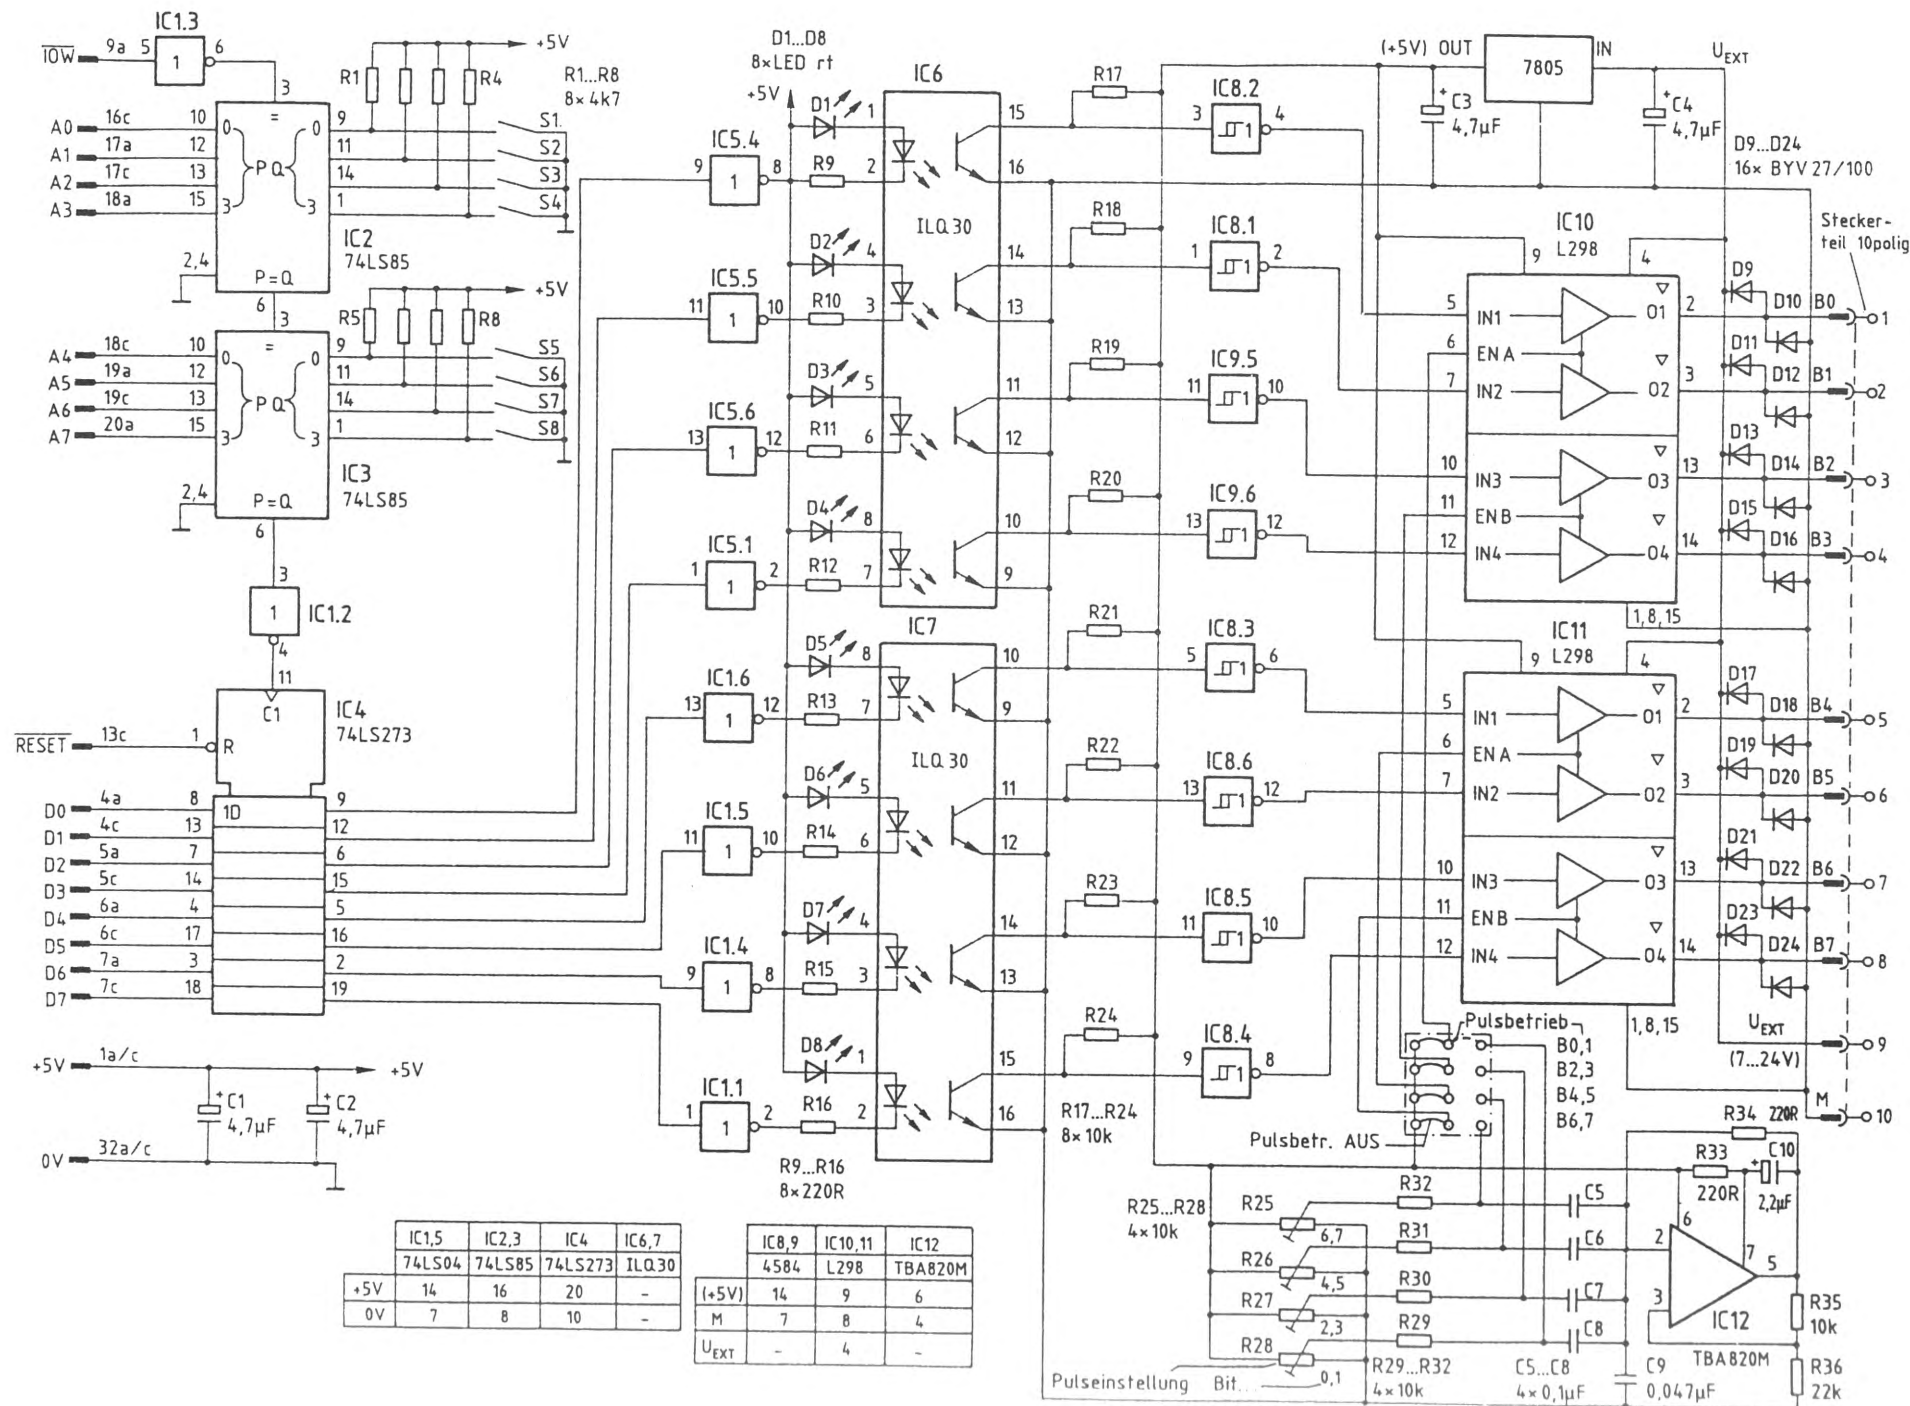 IC1.3
IOW 9a 5 1 6
+5V
R1 R4
R1...R8
8×4k7
3
=
A0 16c 10 0 0 9 S1
A1 17a 12 P Q 11 S2
A2 17c 13 14 S3
A3 18a 15 3 3 1 S4
IC2
74LS85
2,4 P=Q
6
+5V
R5 R8
3
=
A4 18c 10 0 0 9 S5
A5 19a 12 P Q 11 S6
A6 19c 13 14 S7
A7 20a 15 3 3 1 S8
IC3
74LS85
2,4 P=Q
6
3
1 IC1.2
4
11
C1 IC4
74LS273
RESET 13c 1 R
D0 4a 8 1D 9
D1 4c 13 12
D2 5a 7 6
D3 5c 14 15
D4 6a 4 5
D5 6c 17 16
D6 7a 3 2
D7 7c 18 19
+5V 1a/c +5V
+ C1
4,7µF
+ C2
4,7µF
0V 32a/c
D1...D8
8×LED rt
+5V
IC5.4
9 1 8
IC5.5
11 1 10
IC5.6
13 1 12
IC5.1
1 1 2
IC1.6
13 1 12
IC1.5
11 1 10
IC1.4
9 1 8
IC1.1
1 1 2
D1 1
R9 2
D2 4
R10 3
D3 5
R11 6
D4 8
R12 7
D5 8
R13 7
D6 5
R14 6
D7 4
R15 3
D8 1
R16 2
R9...R16
8×220R
IC6
ILQ30
15
16
14
13
11
12
10
9
IC7
ILQ30
10
9
11
12
14
13
15
16
R17
R18
R19
R20
R21
R22
R23
R24
R17...R24
8×10k
IC8.2
3 1 4
IC8.1
1 1 2
IC9.5
11 1 10
IC9.6
13 1 12
IC8.3
5 1 6
IC8.6
13 1 12
IC8.5
11 1 10
IC8.4
9 1 8
(+5V) OUT 7805 IN UEXT
+ C3
4,7µF
+ C4
4,7µF
D9...D24
16× BYV 27/100
Stecker-
teil 10polig
IC10
L298
9 4
5 IN1 O1 2
6 ENA
7 IN2 O2 3
10 IN3 O3 13
11 ENB
12 IN4 O4 14
1,8,15
D9 D10 B0 1
D11 D12 B1 2
D13 D14 B2 3
D15 D16 B3 4
IC11
L298
9 4
5 IN1 O1 2
6 ENA
7 IN2 O2 3
10 IN3 O3 13
11 ENB
12 IN4 O4 14
1,8,15
D17 D18 B4 5
D19 D20 B5 6
D21 D22 B6 7
D23 D24 B7 8
UEXT
(7...24V) 9
M 10
Pulsbetrieb
B0,1
B2,3
B4,5
B6,7
Pulsbetr. AUS
R34 220R
R33
220R
+ C10
2,2µF
R25...R28
4×10k
R25 6,7
R26 4,5
R27 2,3
R28 0,1
Pulseinstellung Bit...
R32
R31
R30
R29
R29...R32
4×10k
C5
C6
C7
C8
C5...C8
4×0,1µF
C9
0,047µF
2 6 7 5
3
IC12
TBA820M
R35
10k
R36
22k
IC1,5 IC2,3 IC4 IC6,7
74LS04 74LS85 74LS273 ILQ30
+5V 14 16 20 -
0V 7 8 10 -
IC8,9 IC10,11 IC12
4584 L298 TBA820M
(+5V) 14 9 6
M 7 8 4
UEXT - 4 -